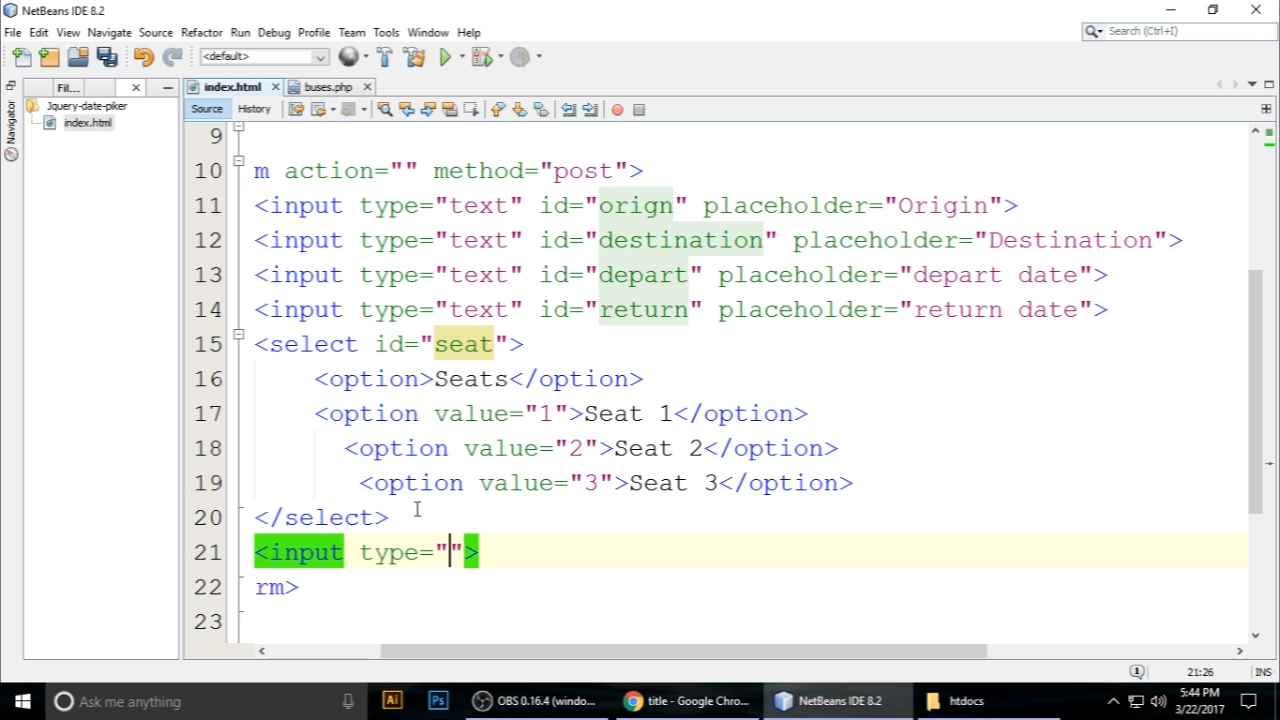 NetBeans IDE 8.2
File Edit View Navigate Source Refactor Run Debug Profile Team Tools Window Help
Search (Ctrl+I)
<default>
Fil...
index.html
buses.php
Navigator
Jquery-date-piker
index.html
Source
History
9
10 m action="" method="post">
11 <input type="text" id="orign" placeholder="Origin">
12 <input type="text" id="destination" placeholder="Destination">
13 <input type="text" id="depart" placeholder="depart date">
14 <input type="text" id="return" placeholder="return date">
15 <select id="seat">
16 <option>Seats</option>
17 <option value="1">Seat 1</option>
18 <option value="2">Seat 2</option>
19 <option value="3">Seat 3</option>
20 </select>
21 <input type="">
22 rm>
23
1
21:26
INS
Ask me anything
Ai
Ps
OBS 0.16.4 (windo...
title - Google Chro...
NetBeans IDE 8.2
htdocs
5:44 PM
3/22/2017